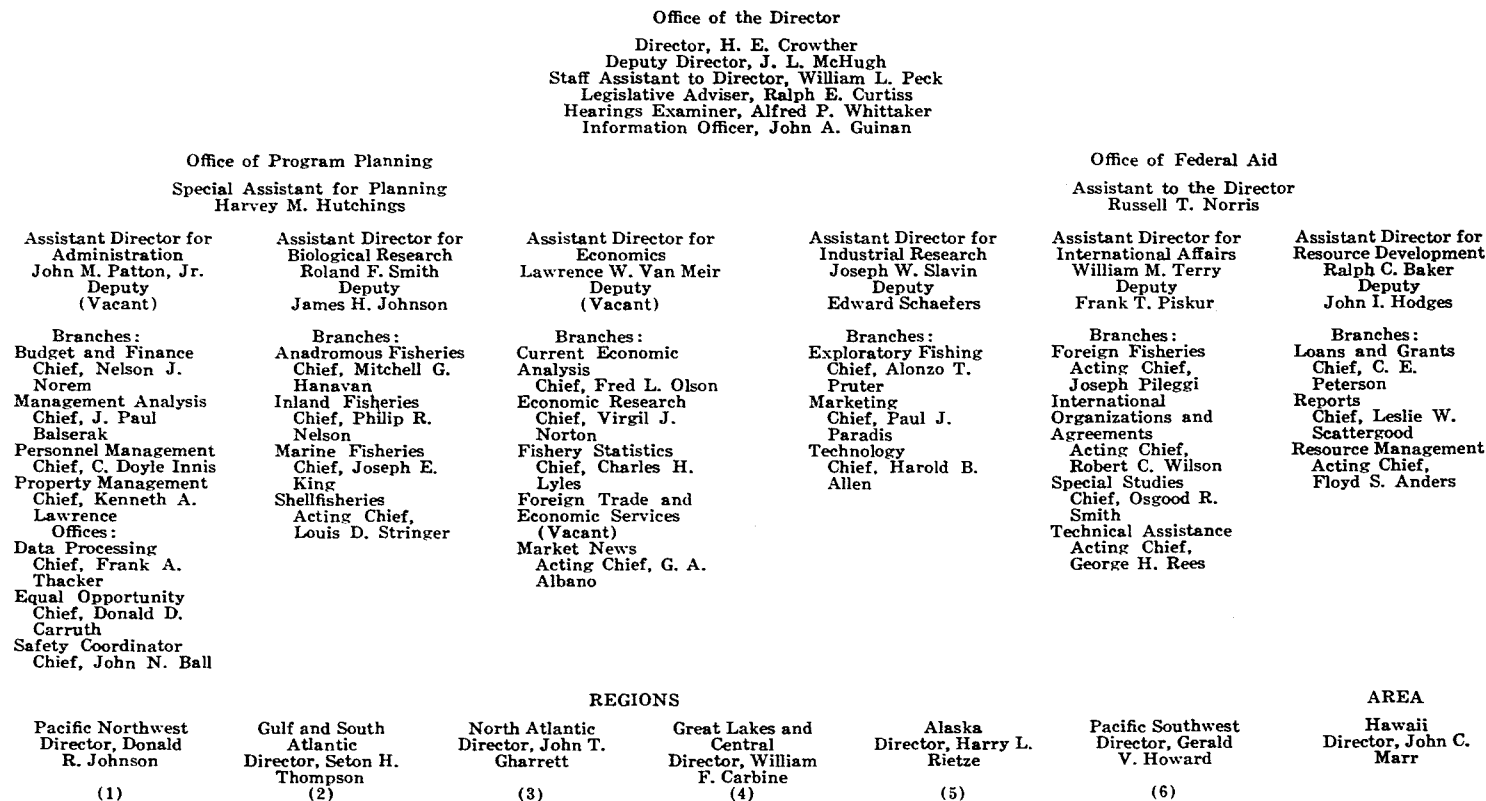 Office of the Director
Director, H. E. Crowther
Deputy Director, J. L. McHugh
Staff Assistant to Director, William L. Peck
Legislative Adviser, Ralph E. Curtiss
Hearings Examiner, Alfred P. Whittaker
Information Officer, John A. Guinan
Office of Program Planning
Special Assistant for Planning
Harvey M. Hutchings
Office of Federal Aid
Assistant to the Director
Russell T. Norris
Assistant Director for
Administration
John M. Patton, Jr.
Deputy
(Vacant)
Branches:
Budget and Finance
Chief, Nelson J.
Norem
Management Analysis
Chief, J. Paul
Balserak
Personnel Management
Chief, C. Doyle Innis
Property Management
Chief, Kenneth A.
Lawrence
Offices:
Data Processing
Chief, Frank A.
Thacker
Equal Opportunity
Chief, Donald D.
Carruth
Safety Coordinator
Chief, John N. Ball
Assistant Director for
Biological Research
Roland F. Smith
Deputy
James H. Johnson
Branches:
Anadromous Fisheries
Chief, Mitchell G.
Hanavan
Inland Fisheries
Chief, Philip R.
Nelson
Marine Fisheries
Chief, Joseph E.
King
Shellfisheries
Acting Chief,
Louis D. Stringer
Assistant Director for
Economics
Lawrence W. Van Meir
Deputy
(Vacant)
Branches:
Current Economic
Analysis
Chief, Fred L. Olson
Economic Research
Chief, Virgil J.
Norton
Fishery Statistics
Chief, Charles H.
Lyles
Foreign Trade and
Economic Services
(Vacant)
Market News
Acting Chief, G. A.
Albano
Assistant Director for
Industrial Research
Joseph W. Slavin
Deputy
Edward Schaefers
Branches:
Exploratory Fishing
Chief, Alonzo T.
Pruter
Marketing
Chief, Paul J.
Paradis
Technology
Chief, Harold B.
Allen
Assistant Director for
International Affairs
William M. Terry
Deputy
Frank T. Piskur
Branches:
Foreign Fisheries
Acting Chief,
Joseph Pileggi
International
Organizations and
Agreements
Acting Chief,
Robert C. Wilson
Special Studies
Chief, Osgood R.
Smith
Technical Assistance
Acting Chief,
George H. Rees
Assistant Director for
Resource Development
Ralph C. Baker
Deputy
John I. Hodges
Branches:
Loans and Grants
Chief, C. E.
Peterson
Reports
Chief, Leslie W.
Scattergood
Resource Management
Acting Chief,
Floyd S. Anders
REGIONS
Pacific Northwest
Director, Donald
R. Johnson
(1)
Gulf and South
Atlantic
Director, Seton H.
Thompson
(2)
North Atlantic
Director, John T.
Gharrett
(3)
Great Lakes and
Central
Director, William
F. Carbine
(4)
Alaska
Director, Harry L.
Rietze
(5)
Pacific Southwest
Director, Gerald
V. Howard
(6)
AREA
Hawaii
Director, John C.
Marr